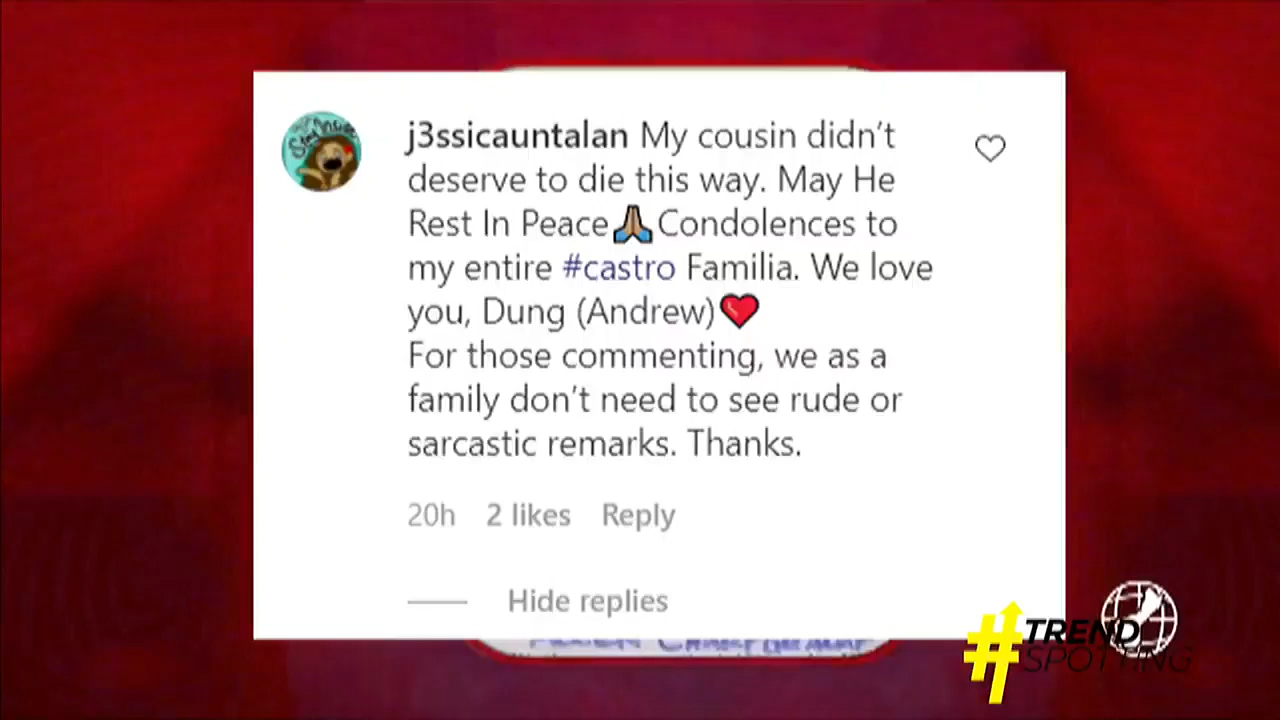 j3ssicauntalan My cousin didn't
deserve to die this way. May He
Rest In Peace🙏🏽Condolences to
my entire #castro Familia. We love
you, Dung (Andrew)❤️
For those commenting, we as a
family don't need to see rude or
sarcastic remarks. Thanks.
20h 2 likes Reply
Hide replies
#TREND
SPOTTING